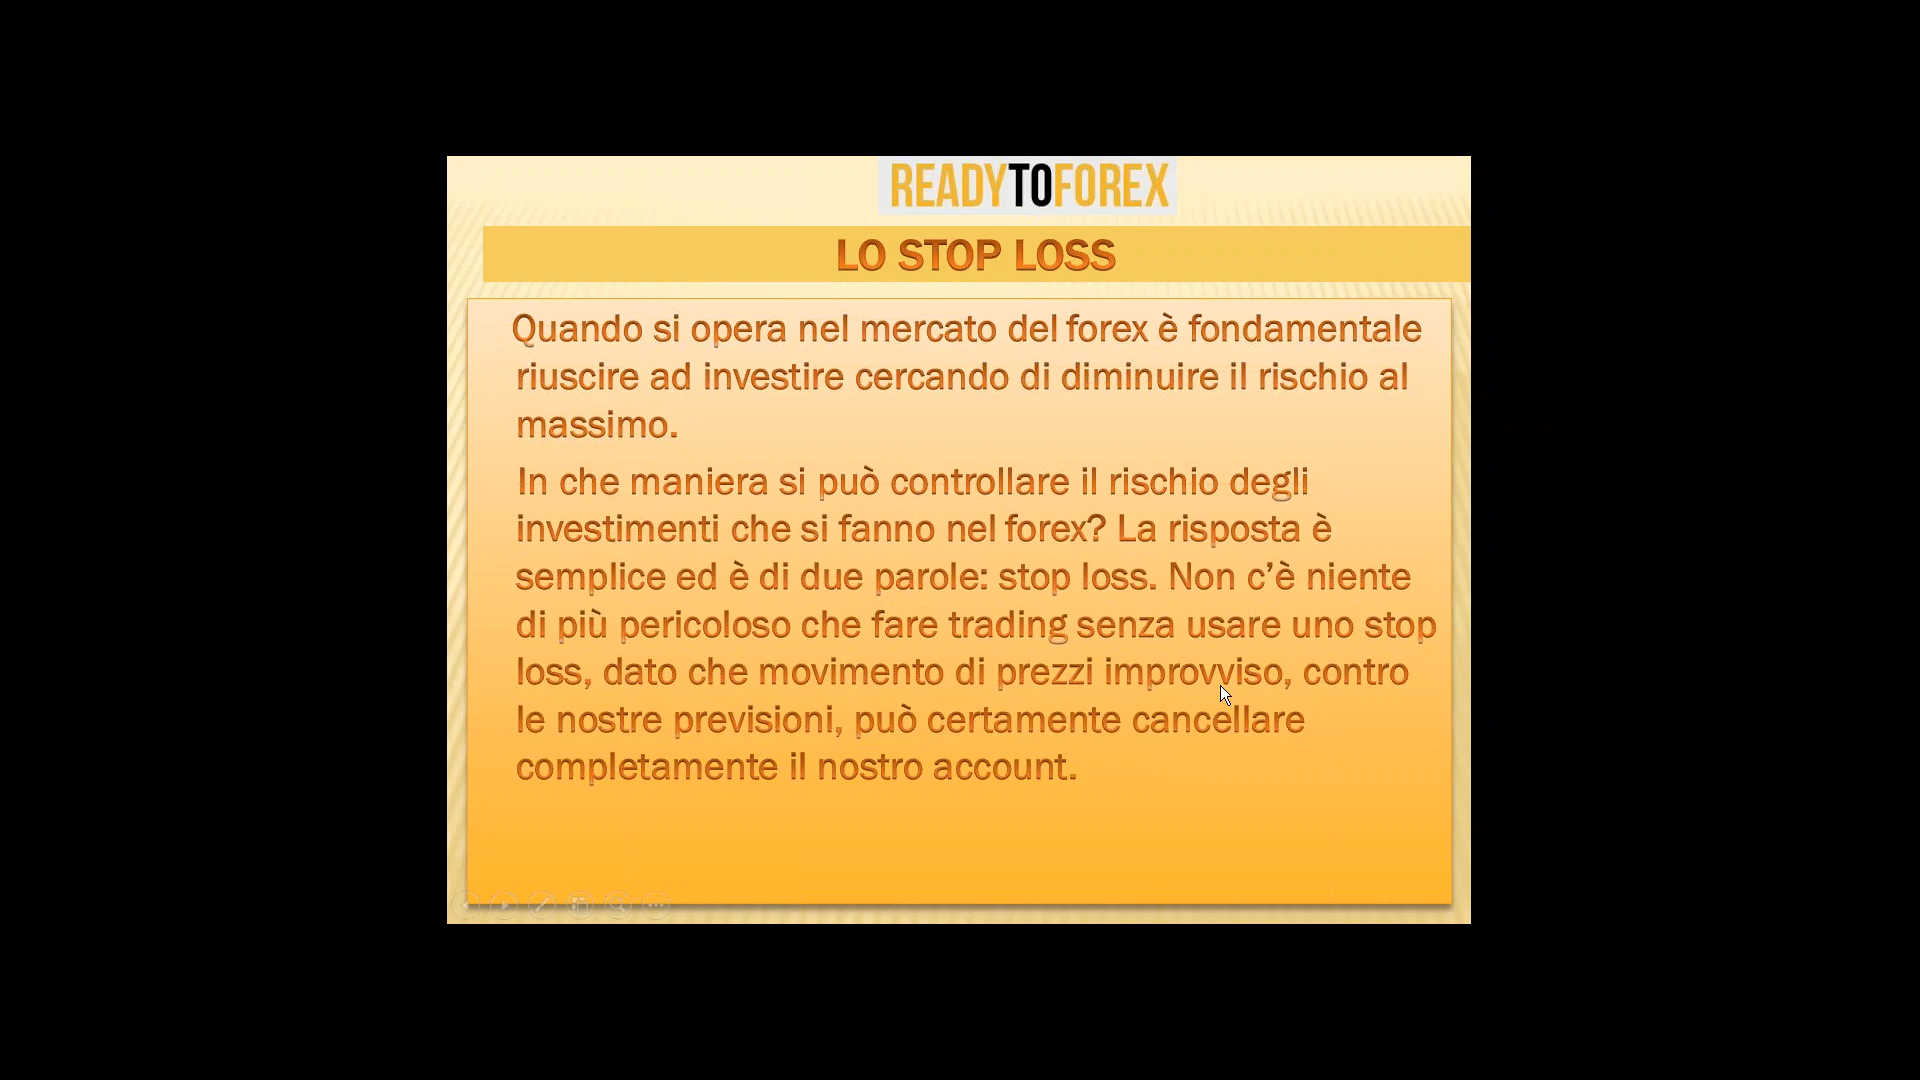 READYTOFOREX
LO STOP LOSS
Quando si opera nel mercato del forex è fondamentale
riuscire ad investire cercando di diminuire il rischio al
massimo.
In che maniera si può controllare il rischio degli
investimenti che si fanno nel forex? La risposta è
semplice ed è di due parole: stop loss. Non c’è niente
di più pericoloso che fare trading senza usare uno stop
loss, dato che movimento di prezzi improvviso, contro
le nostre previsioni, può certamente cancellare
completamente il nostro account.